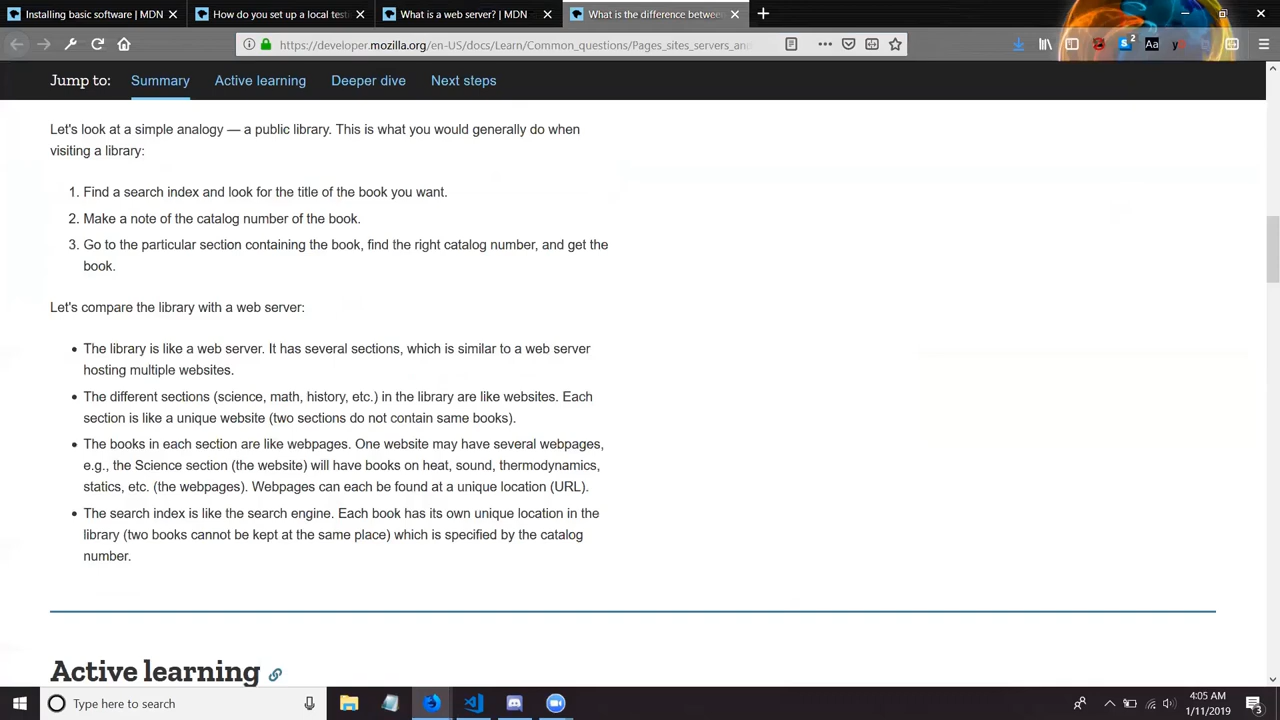 Installing basic software | MDN
How do you set up a local testi
What is a web server? | MDN
What is the difference betwee
https://developer.mozilla.org/en-US/docs/Learn/Common_questions/Pages_sites_servers_an
2
Aa
Jump to:
Summary
Active learning
Deeper dive
Next steps
Let's look at a simple analogy — a public library. This is what you would generally do when
visiting a library:
1. Find a search index and look for the title of the book you want.
2. Make a note of the catalog number of the book.
3. Go to the particular section containing the book, find the right catalog number, and get the
book.
Let's compare the library with a web server:
• The library is like a web server. It has several sections, which is similar to a web server
hosting multiple websites.
• The different sections (science, math, history, etc.) in the library are like websites. Each
section is like a unique website (two sections do not contain same books).
• The books in each section are like webpages. One website may have several webpages,
e.g., the Science section (the website) will have books on heat, sound, thermodynamics,
statics, etc. (the webpages). Webpages can each be found at a unique location (URL).
• The search index is like the search engine. Each book has its own unique location in the
library (two books cannot be kept at the same place) which is specified by the catalog
number.
Active learning
Type here to search
4:05 AM
1/11/2019
3